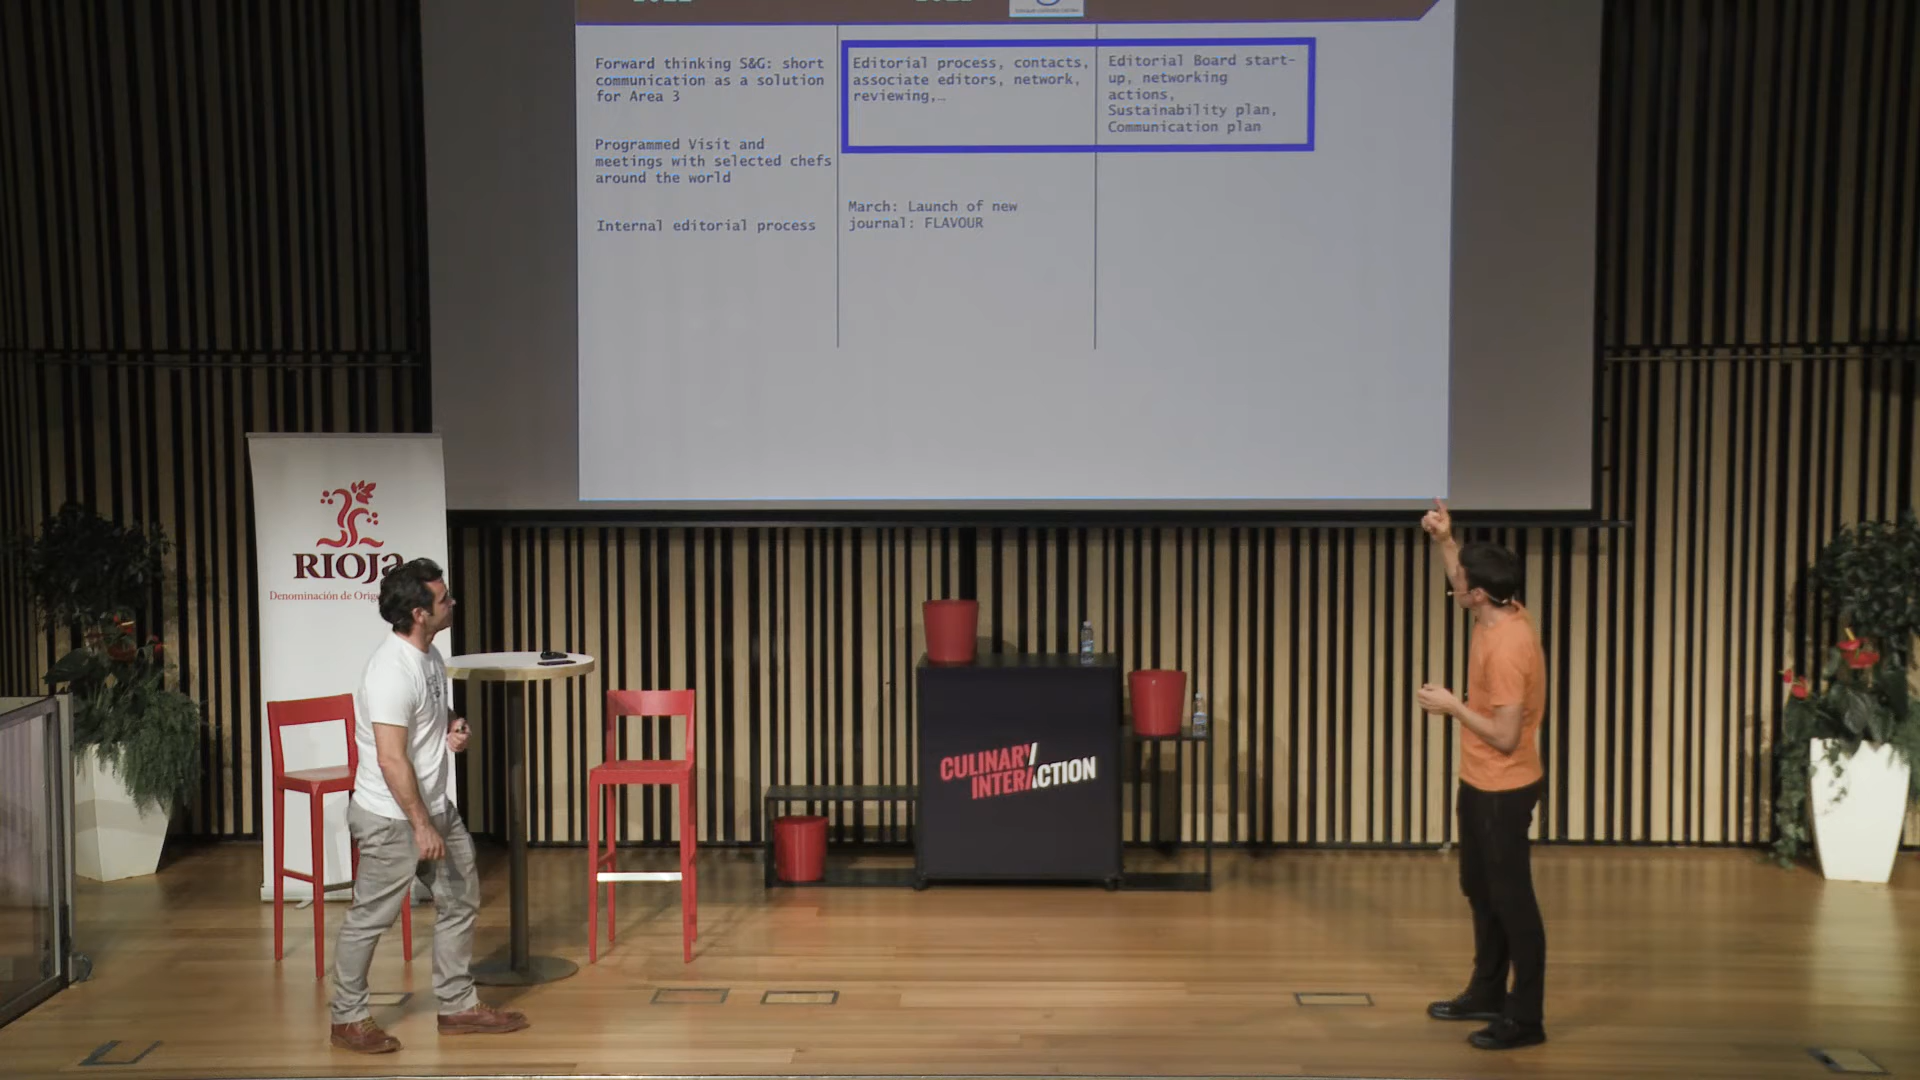 Forward thinking S&G: short
communication as a solution
for Area 3
Programmed Visit and
meetings with selected chefs
around the world
Internal editorial process
Editorial process, contacts,
associate editors, network,
reviewing,…
March: Launch of new
journal: FLAVOUR
Editorial Board start-
up, networking
actions,
Sustainability plan,
Communication plan
RIOJa
Denominación de
CULINARY
INTERACTION